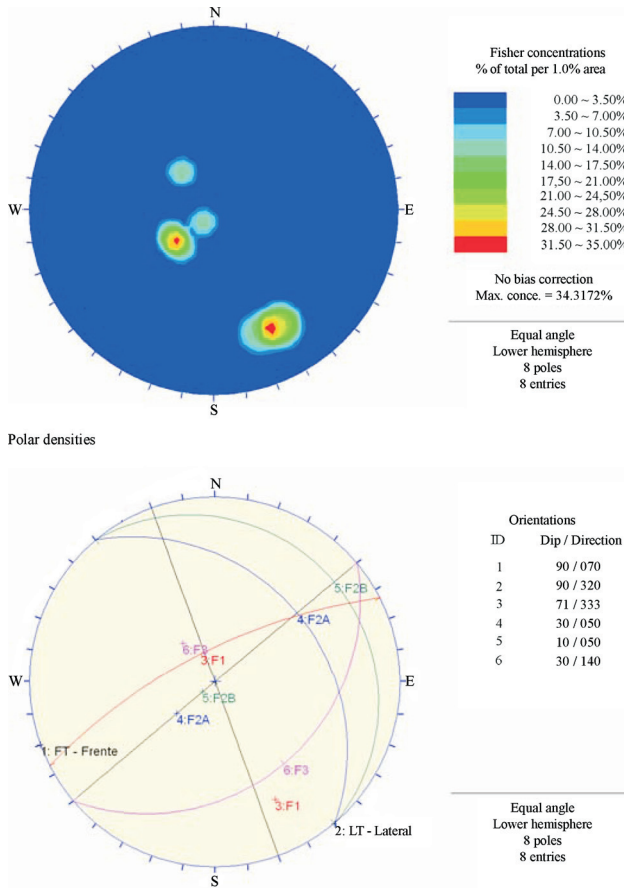 N
W
E
S
Fisher concentrations
% of total per 1.0% area
0.00 ~ 3.50%
3.50 ~ 7.00%
7.00 ~ 10.50%
10.50 ~ 14.00%
14.00 ~ 17.50%
17,50 ~ 21.00%
21.00 ~ 24,50%
24.50 ~ 28.00%
28.00 ~ 31.50%
31.50 ~ 35.00%
No bias correction
Max. conce. = 34.3172%
Equal angle
Lower hemisphere
8 poles
8 entries
Polar densities
N
W
E
S
5:F2B
4:F2A
6:F3
3:F1
5:F2B
4:F2A
1: FT - Frente
6:F3
3:F1
2: LT - Lateral
Orientations
ID Dip / Direction
1 90 / 070
2 90 / 320
3 71 / 333
4 30 / 050
5 10 / 050
6 30 / 140
Equal angle
Lower hemisphere
8 poles
8 entries